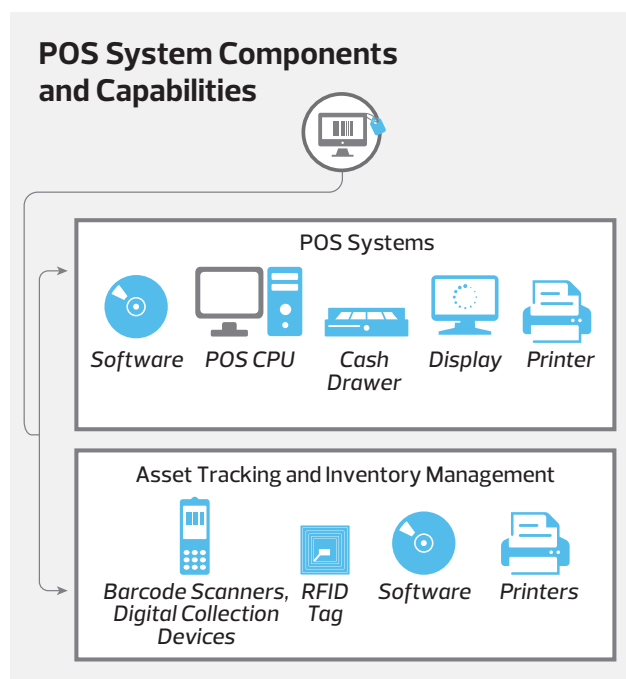 POS System Components
and Capabilities
POS Systems
Software POS CPU Cash Display Printer
Drawer
Asset Tracking and Inventory Management
Barcode Scanners, RFID Software Printers
Digital Collection Tag
Devices